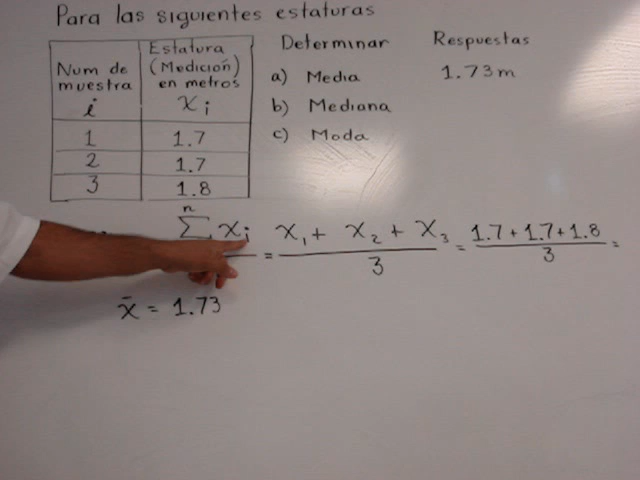 Para las siguientes estaturas
Num de muestra i
Estatura (Medición) en metros xi
1 1.7
2 1.7
3 1.8
Determinar
a) Media
b) Mediana
c) Moda
Respuestas
1.73m
n
Σ xi = x1 + x2 + x3 / 3 = 1.7+1.7+1.8 / 3 =
x̄ = 1.73